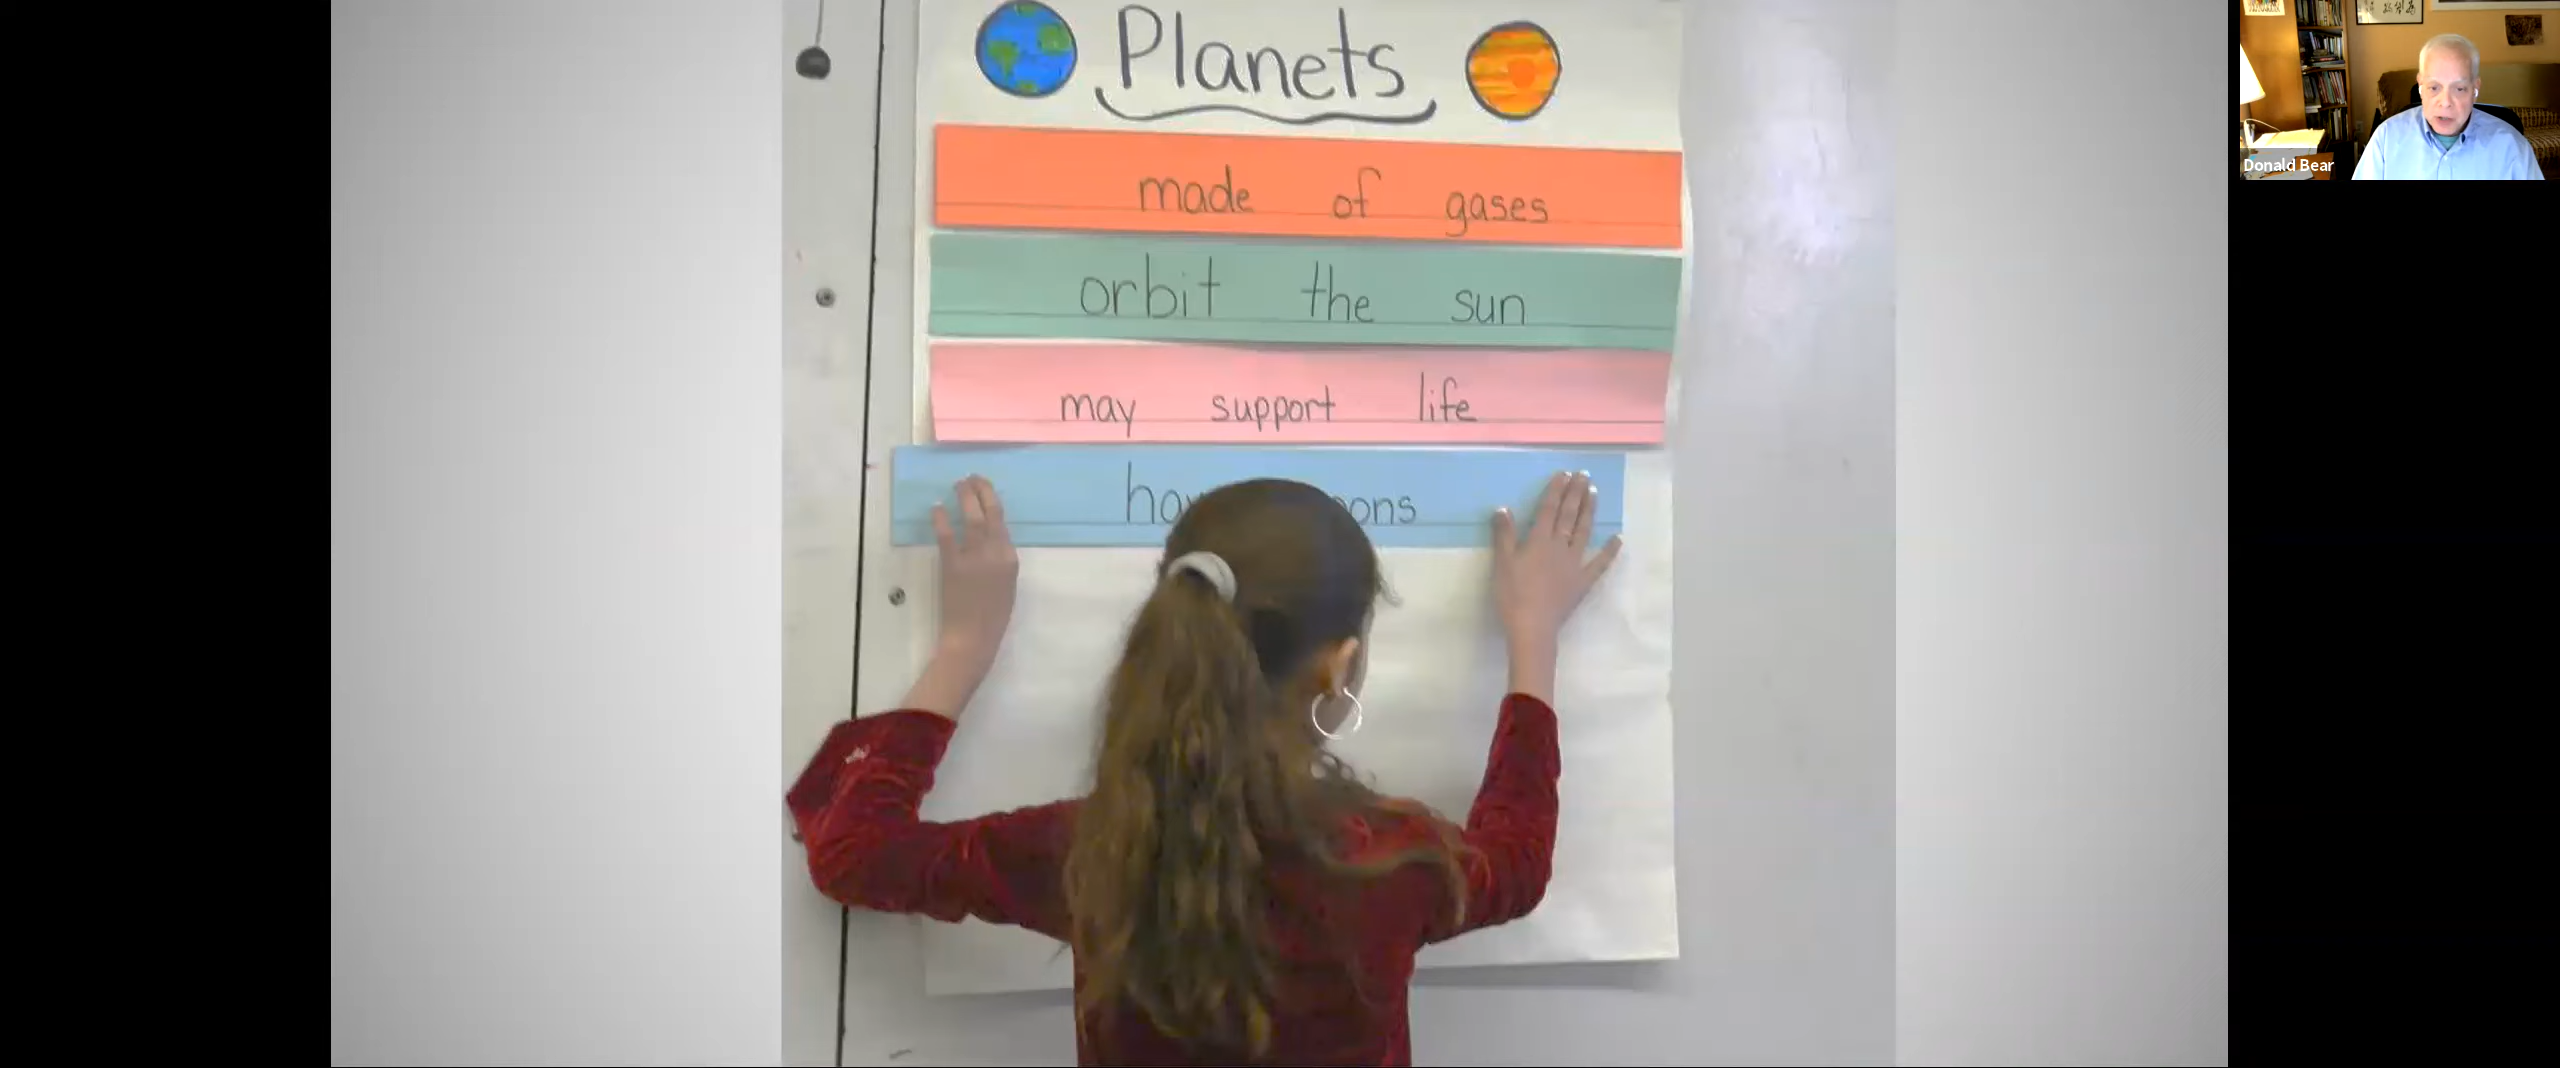 Planets
made of gases
orbit the sun
may support life
Donald Bear